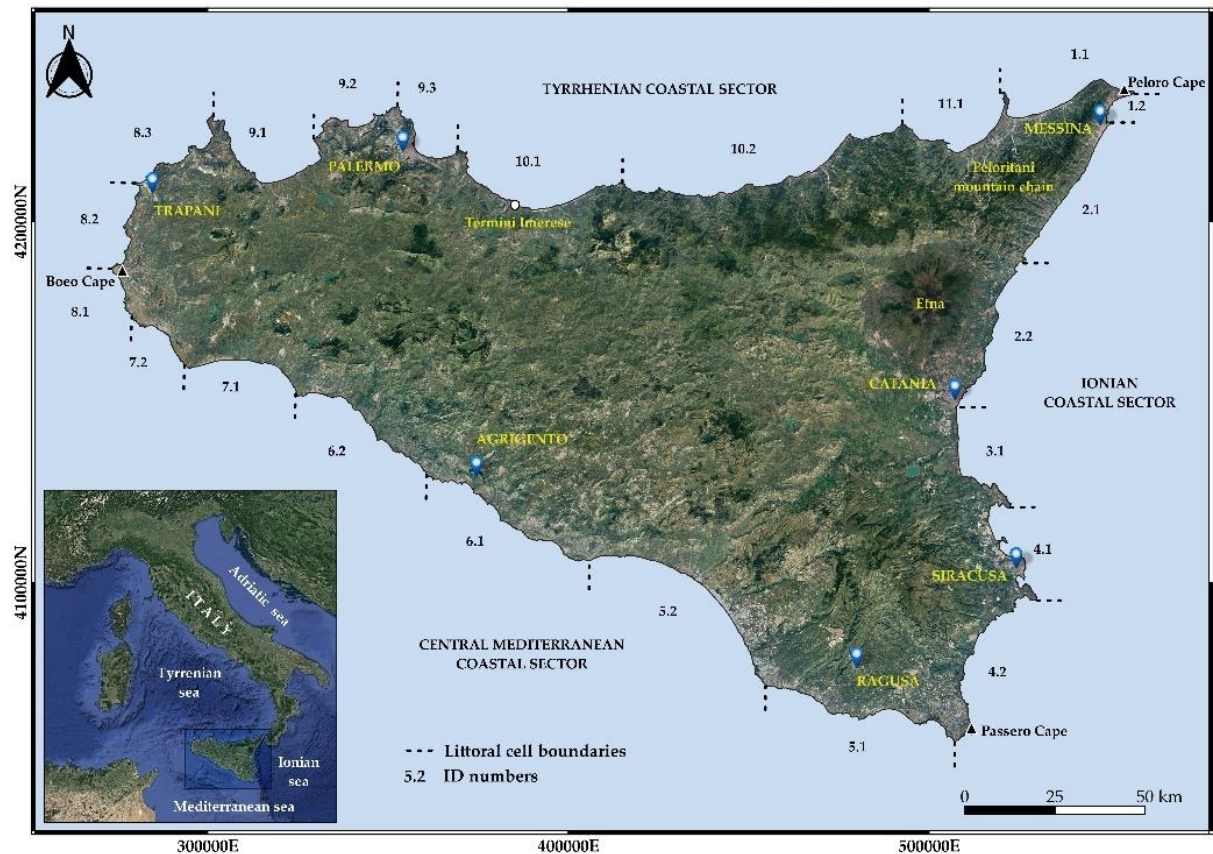 N
1.1
9.2
9.3
TYRRHENIAN COASTAL SECTOR
Peloro Cape
11.1
1.2
8.3
9.1
MESSINA
PALERMO
10.1
10.2
Peloritani
mountain chain
TRAPANI
8.2
2.1
Termini Imerese
4200000N
Boeo Cape
Etna
8.1
2.2
7.2
7.1
CATANIA
IONIAN
COASTAL SECTOR
6.2
AGRIGENTO
3.1
6.1
4.1
SIRACUSA
4100000N
5.2
CENTRAL MEDITERRANEAN
COASTAL SECTOR
4.2
RAGUSA
Passero Cape
5.1
Adriatic sea
ITALY
Tyrrenian
sea
Ionian
sea
Mediterranean sea
Littoral cell boundaries
5.2 ID numbers
0 25 50 km
300000E 400000E 500000E